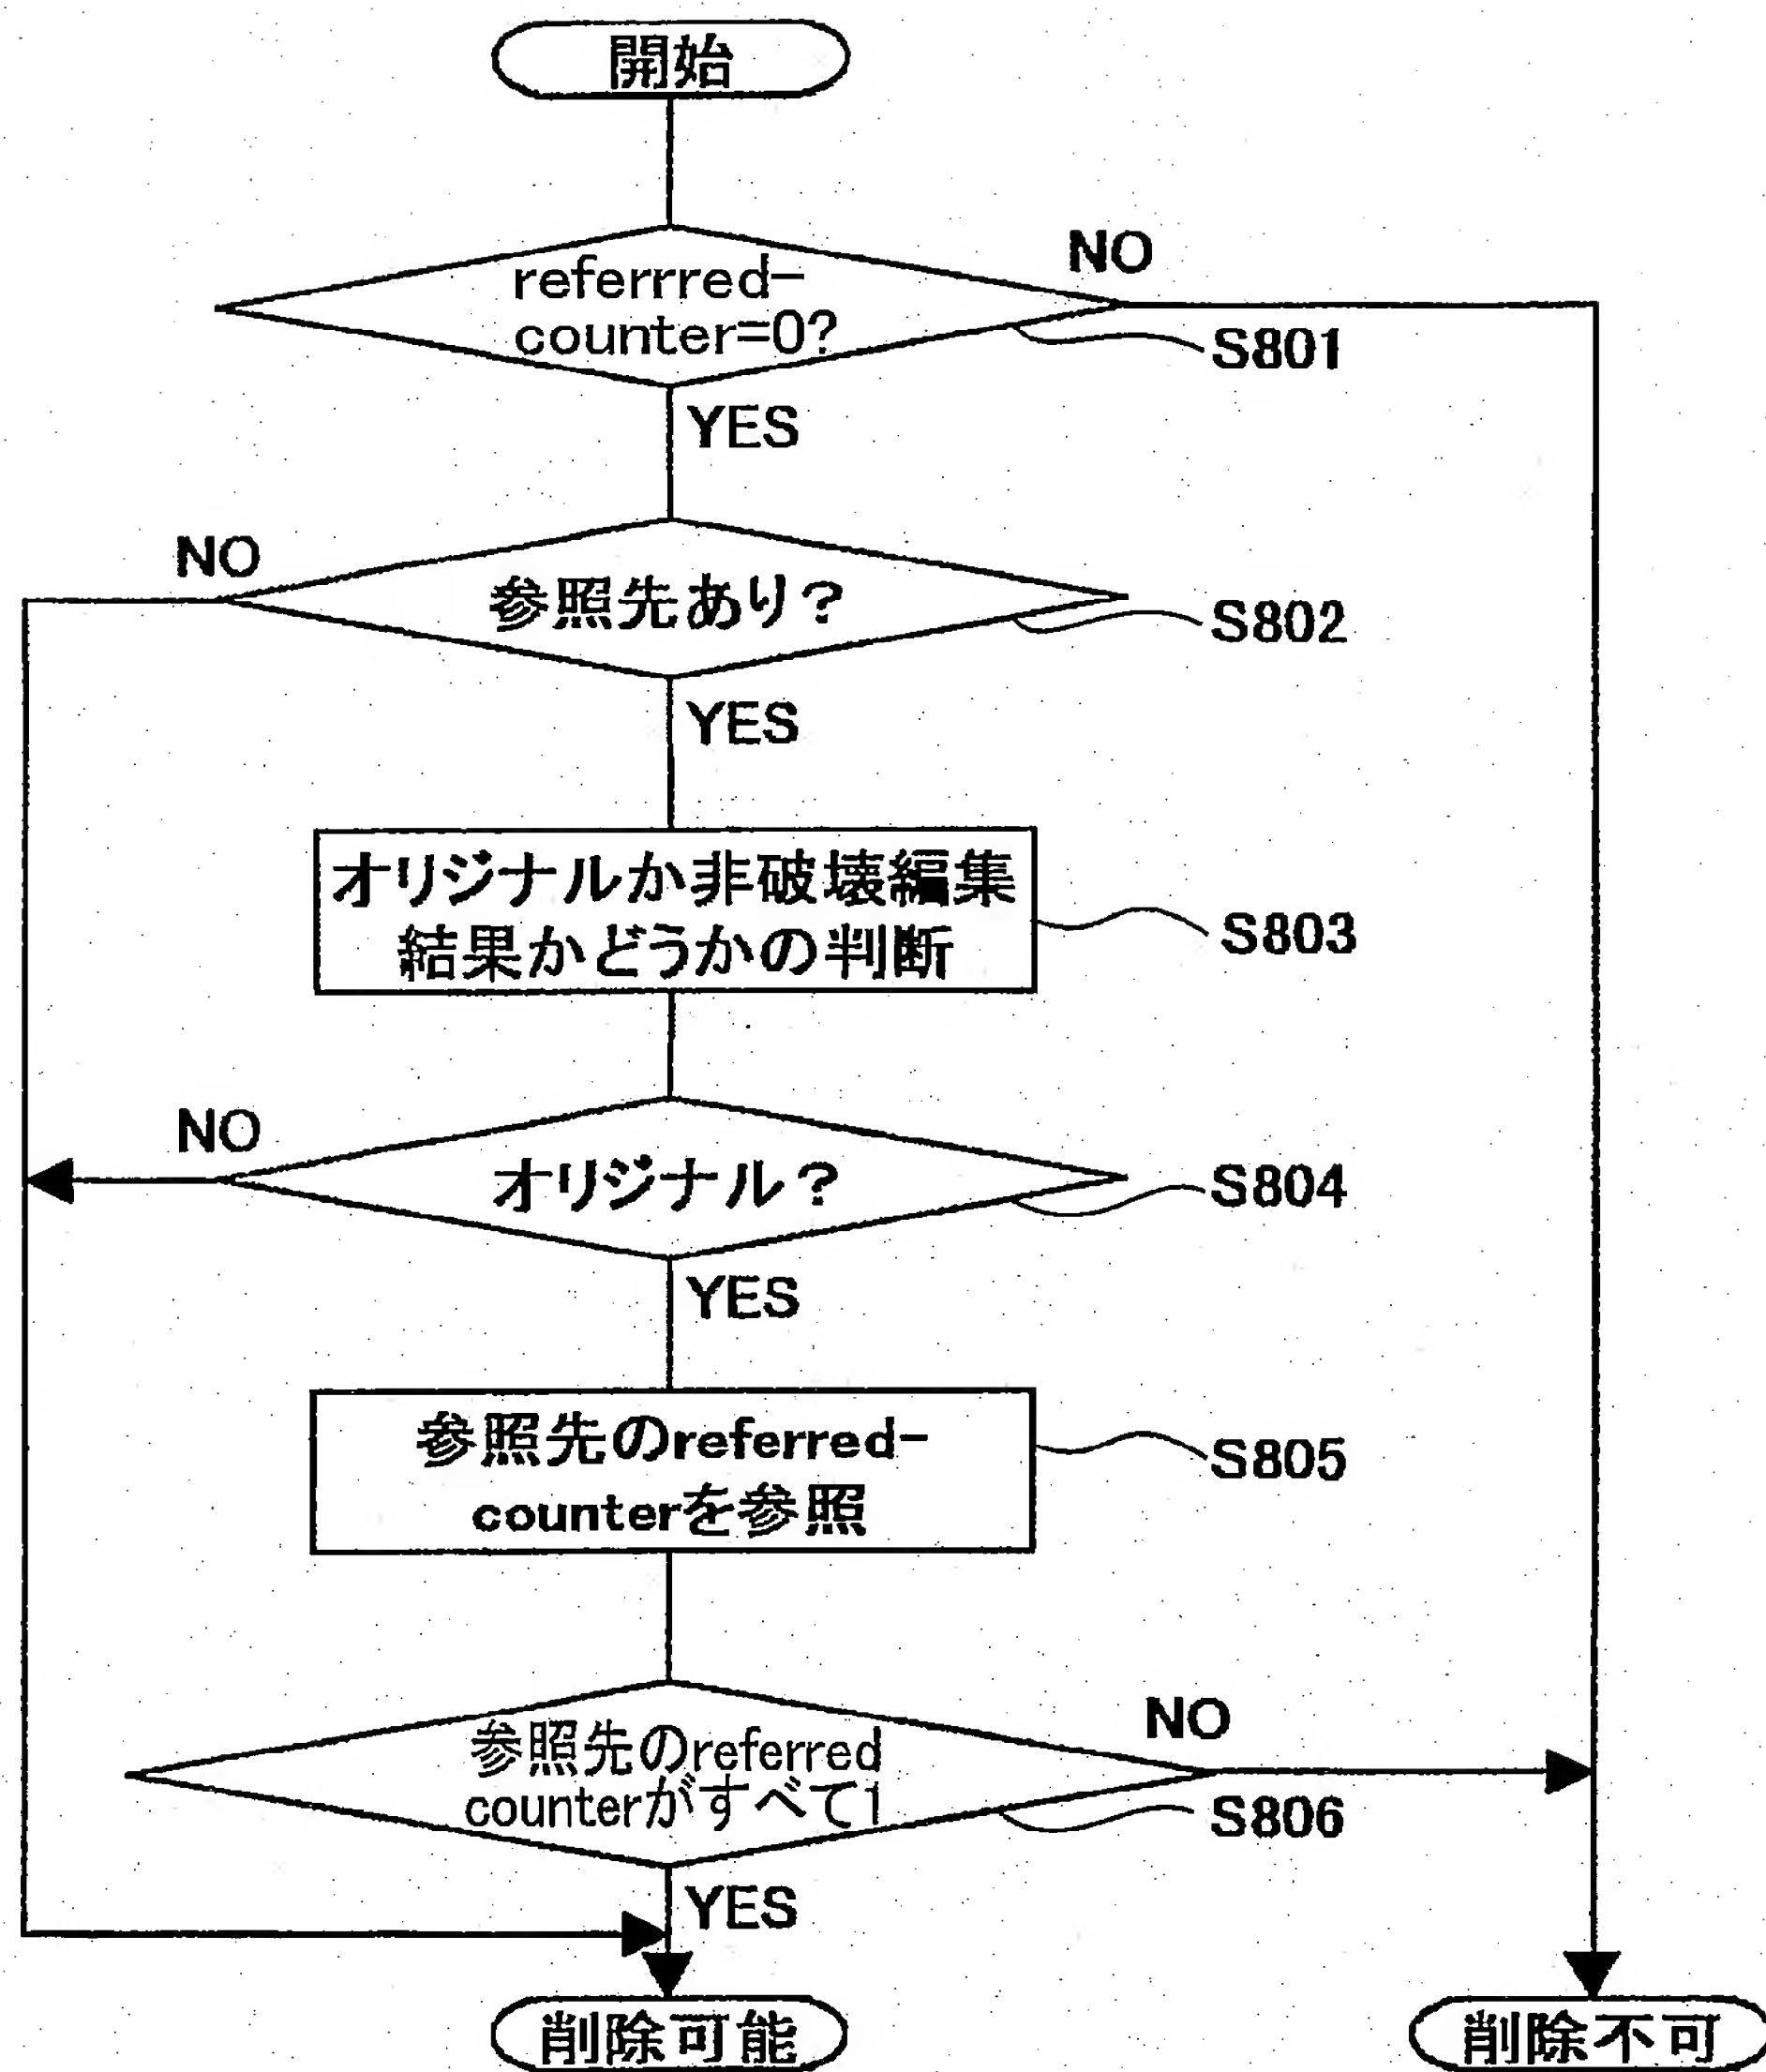 開始
NO
referrred-
counter=0?
S801
YES
NO
参照先あり?
S802
YES
オリジナルか非破壊編集
結果かどうかの判断
S803
NO
オリジナル?
S804
YES
参照先のreferred-
counterを参照
S805
NO
参照先のreferred
counterがすべて1
S806
YES
削除可能
削除不可